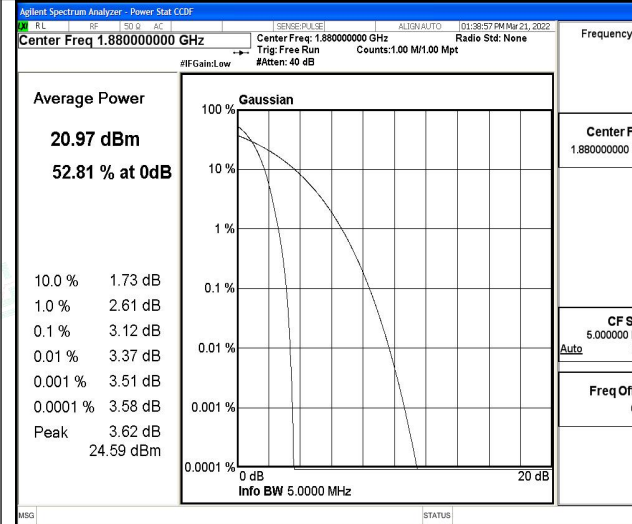 Agilent Spectrum Analyzer - Power Stat CCDF
RL RF 50 Ω AC SENSE:PULSE ALIGNAUTO 01:39:57 PM Mar 21, 2022
Center Freq 1.880000000 GHz
Center Freq: 1.880000000 GHz Radio Std: None
Trig: Free Run Counts:1.00 M/1.00 Mpt
#IFGain:Low #Atten: 40 dB
Frequency
Average Power
20.97 dBm
52.81 % at 0dB
10.0 % 1.73 dB
1.0 % 2.61 dB
0.1 % 3.12 dB
0.01 % 3.37 dB
0.001 % 3.51 dB
0.0001 % 3.58 dB
Peak 3.62 dB
24.59 dBm
Gaussian
100 %
10 %
1 %
0.1 %
0.01 %
0.001 %
0.0001 %
0 dB 20 dB
Info BW 5.0000 MHz
Center F
1.880000000
CF S
5.000000
Auto
Freq Of
MSG STATUS